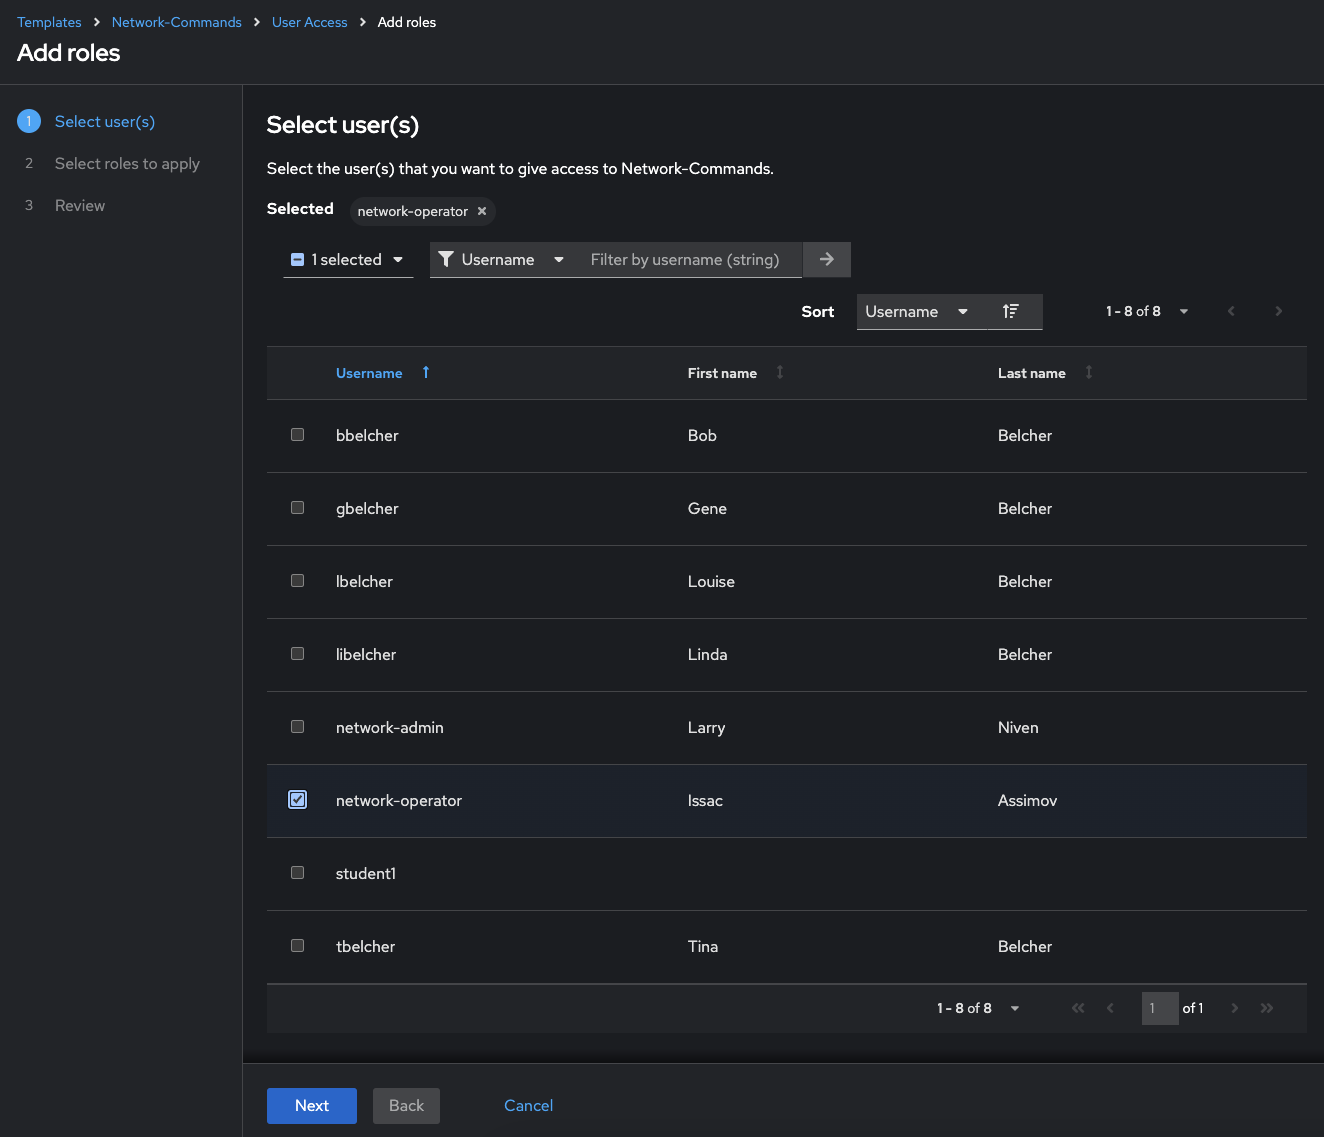 Templates > Network-Commands > User Access > Add roles
Add roles
1 Select user(s)
2 Select roles to apply
3 Review
Select user(s)
Select the user(s) that you want to give access to Network-Commands.
Selected network-operator ×
1 selected Username Filter by username (string)
Sort Username 1 - 8 of 8
Username First name Last name
bbelcher Bob Belcher
gbelcher Gene Belcher
lbelcher Louise Belcher
libelcher Linda Belcher
network-admin Larry Niven
network-operator Issac Assimov
student1
tbelcher Tina Belcher
1 - 8 of 8 1 of 1
Next Back Cancel